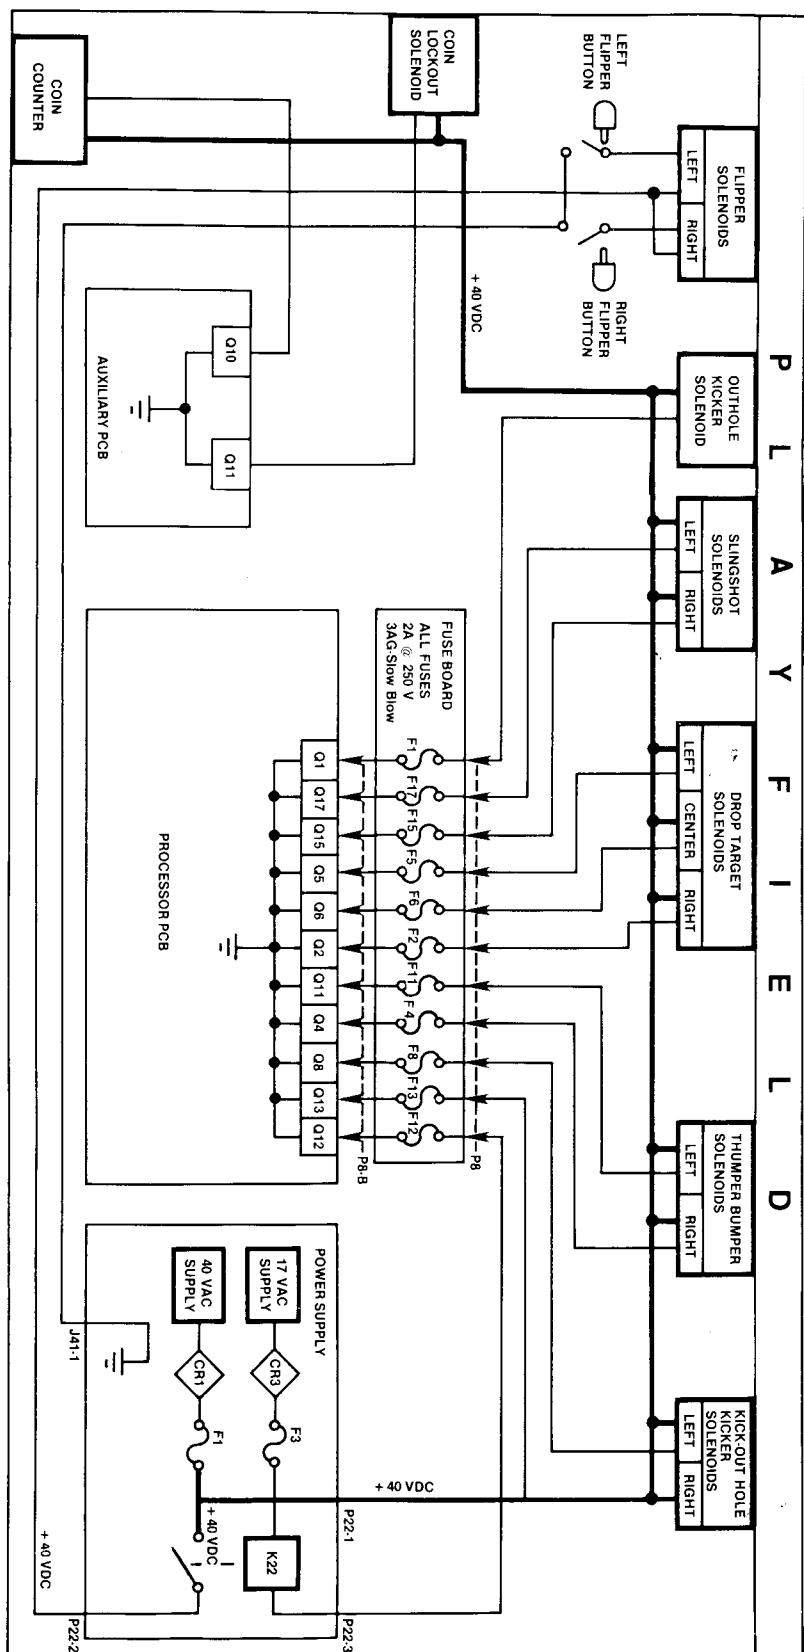 PLAYFIELD
COIN
COUNTER
COIN
LOCKOUT
SOLENOID
LEFT
FLIPPER
BUTTON
RIGHT
FLIPPER
BUTTON
FLIPPER
SOLENOIDS
LEFT
RIGHT
OUTHOLE
KICKER
SOLENOID
SLINGSHOT
SOLENOIDS
LEFT
RIGHT
DROP TARGET
SOLENOIDS
LEFT
CENTER
RIGHT
THUMPER BUMPER
SOLENOIDS
LEFT
RIGHT
KICK-OUT HOLE
KICKER
SOLENOIDS
LEFT
RIGHT
+ 40 VDC
Q10
Q11
AUXILIARY PCB
FUSE BOARD
ALL FUSES
2A @ 250 V
3AG-Slow Blow
F1
F17
F15
F5
F6
F2
F11
F4
F8
F13
F12
P8
P8-B
Q1
Q17
Q15
Q5
Q6
Q2
Q11
Q4
Q8
Q13
Q12
PROCESSOR PCB
POWER SUPPLY
17 VAC
SUPPLY
40 VAC
SUPPLY
CR3
CR1
F3
F1
K22
+ 40 VDC
+ 40 VDC
+ 40 VDC
P22-1
P22-3
P22-2
J41-1